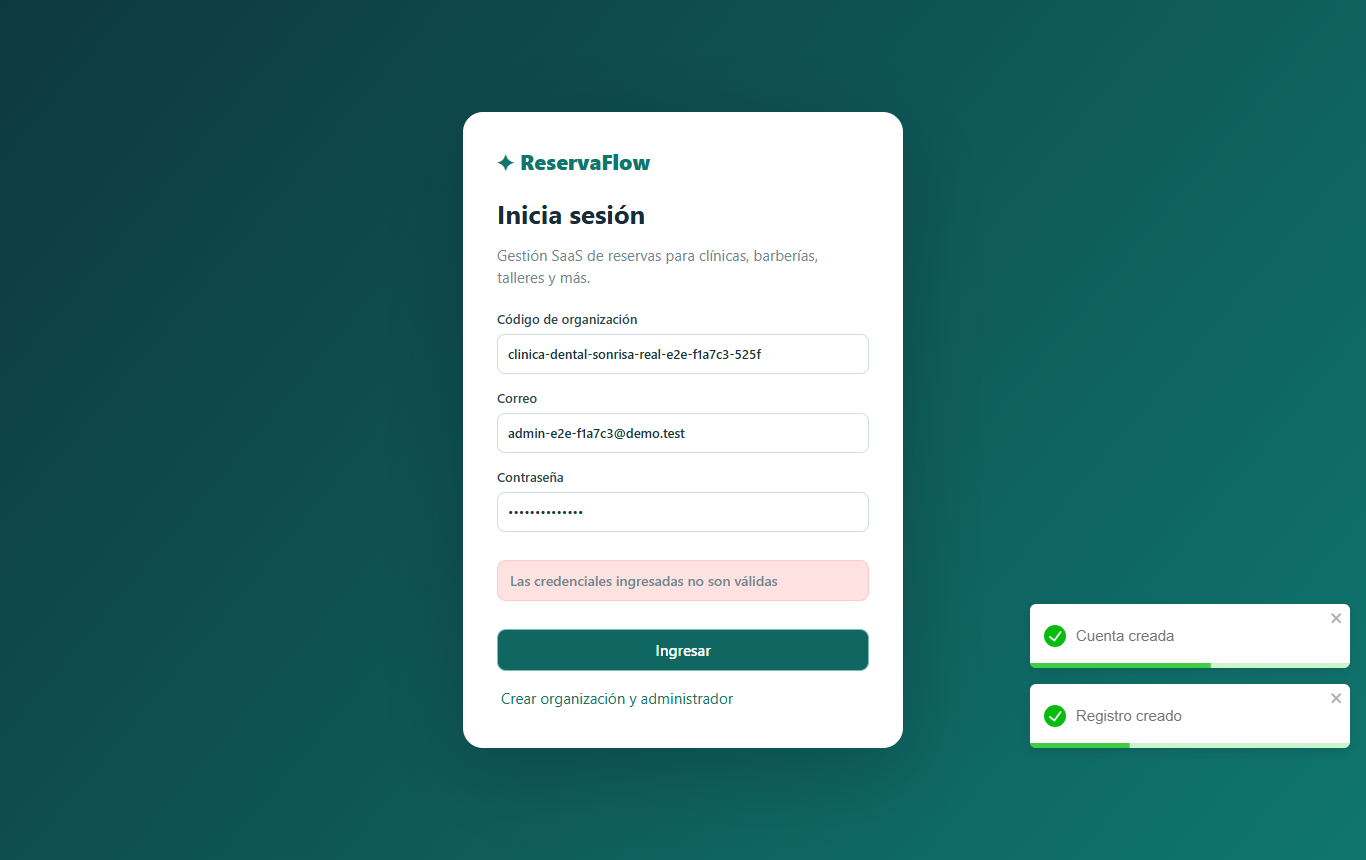 ✦ ReservaFlow
Inicia sesión
Gestión SaaS de reservas para clínicas, barberías,
talleres y más.
Código de organización
clinica-dental-sonrisa-real-e2e-f1a7c3-525f
Correo
admin-e2e-f1a7c3@demo.test
Contraseña
••••••••••••••
Las credenciales ingresadas no son válidas
Ingresar
Crear organización y administrador
Cuenta creada
Registro creado